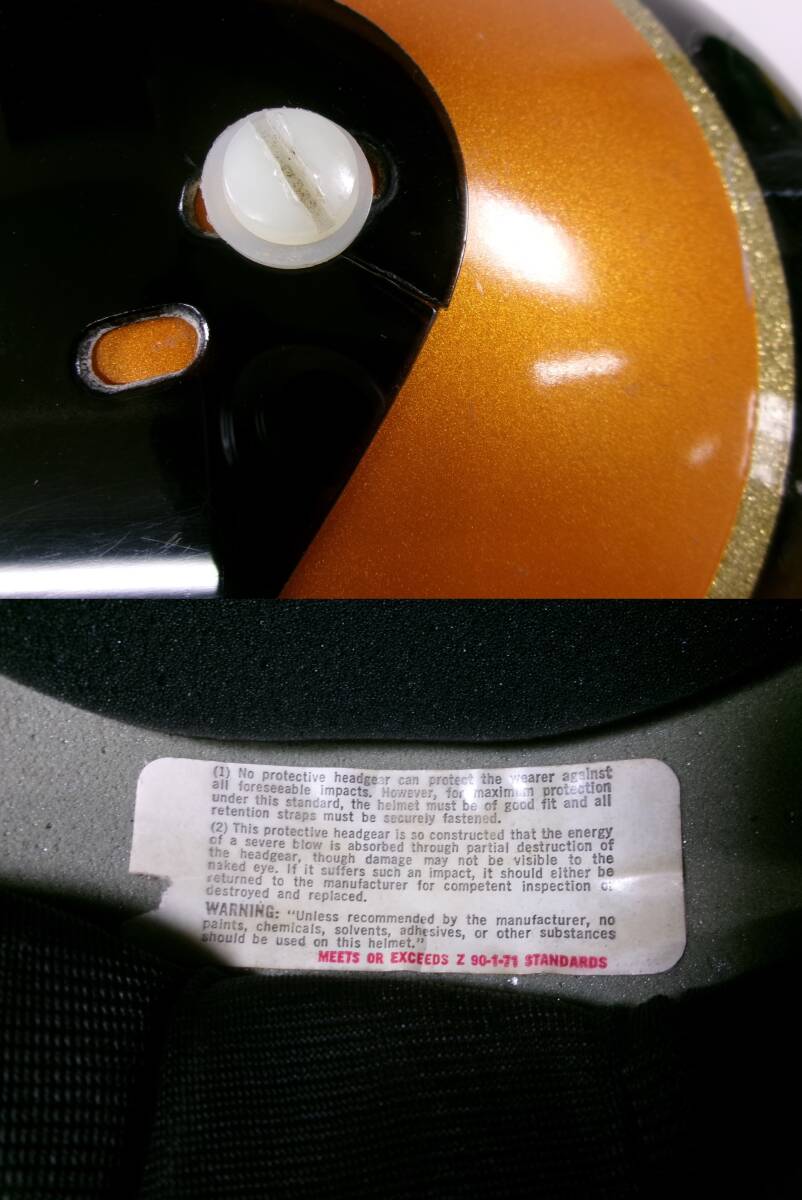 (1) No protective headgear can protect the wearer against
all foreseeable impacts. However, for maximum protection
under this standard, the helmet must be of good fit and all
retention straps must be securely fastened.
(2) This protective headgear is so constructed that the energy
of a severe blow is absorbed through partial destruction of
the headgear, though damage may not be visible to the
naked eye. If it suffers such an impact, it should either be
returned to the manufacturer for competent inspection or
destroyed and replaced.
WARNING: "Unless recommended by the manufacturer, no
paints, chemicals, solvents, adhesives, or other substances
should be used on this helmet."
MEETS OR EXCEEDS Z 90-1-71 STANDARDS